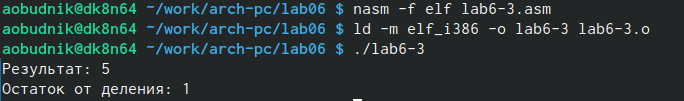 aobudnik@dk8n64 ~/work/arch-pc/lab06 $ nasm -f elf lab6-3.asm
aobudnik@dk8n64 ~/work/arch-pc/lab06 $ ld -m elf_i386 -o lab6-3 lab6-3.o
aobudnik@dk8n64 ~/work/arch-pc/lab06 $ ./lab6-3
Результат: 5
Остаток от деления: 1